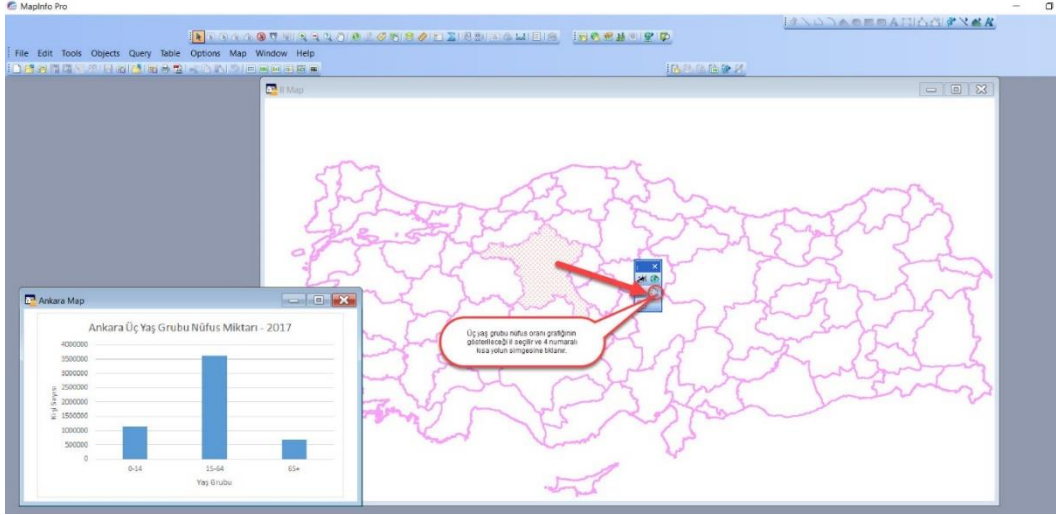 MapInfo Pro
File Edit Tools Objects Query Table Options Map Window Help
Il Map
Üç yaş grubu nüfus oranı grafiğinin
gösterileceği il seçilir ve 4 numaralı
kısa yolun simgesine tıklanır.
Ankara Map
Ankara Üç Yaş Grubu Nüfus Miktarı - 2017
Kişi Sayısı
4000000
3500000
3000000
2500000
2000000
1500000
1000000
500000
0
0-14 15-64 65+
Yaş Grubu